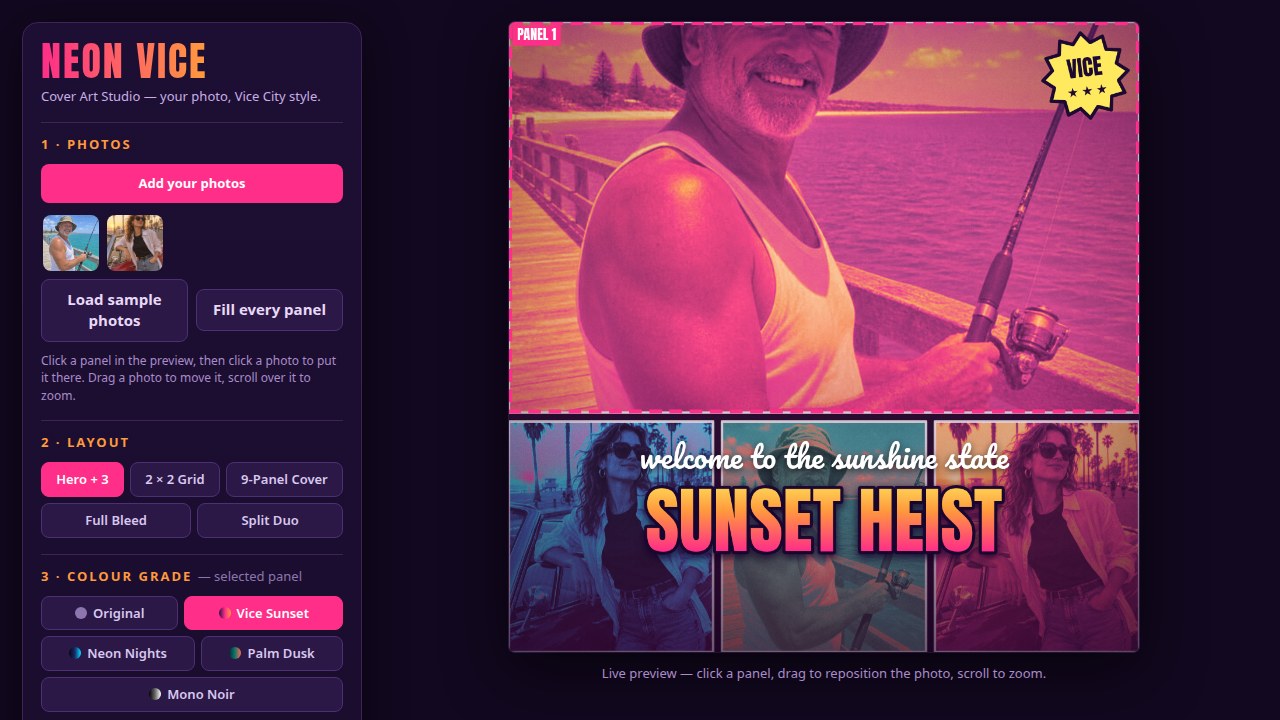 NEON VICE
Cover Art Studio — your photo, Vice City style.
1 · PHOTOS
Add your photos
Load sample
photos
Fill every panel
Click a panel in the preview, then click a photo to put
it there. Drag a photo to move it, scroll over it to
zoom.
2 · LAYOUT
Hero + 3
2 × 2 Grid
9-Panel Cover
Full Bleed
Split Duo
3 · COLOUR GRADE — selected panel
Original
Vice Sunset
Neon Nights
Palm Dusk
Mono Noir
PANEL 1
VICE
★ ★ ★
welcome to the sunshine state
SUNSET HEIST
Live preview — click a panel, drag to reposition the photo, scroll to zoom.